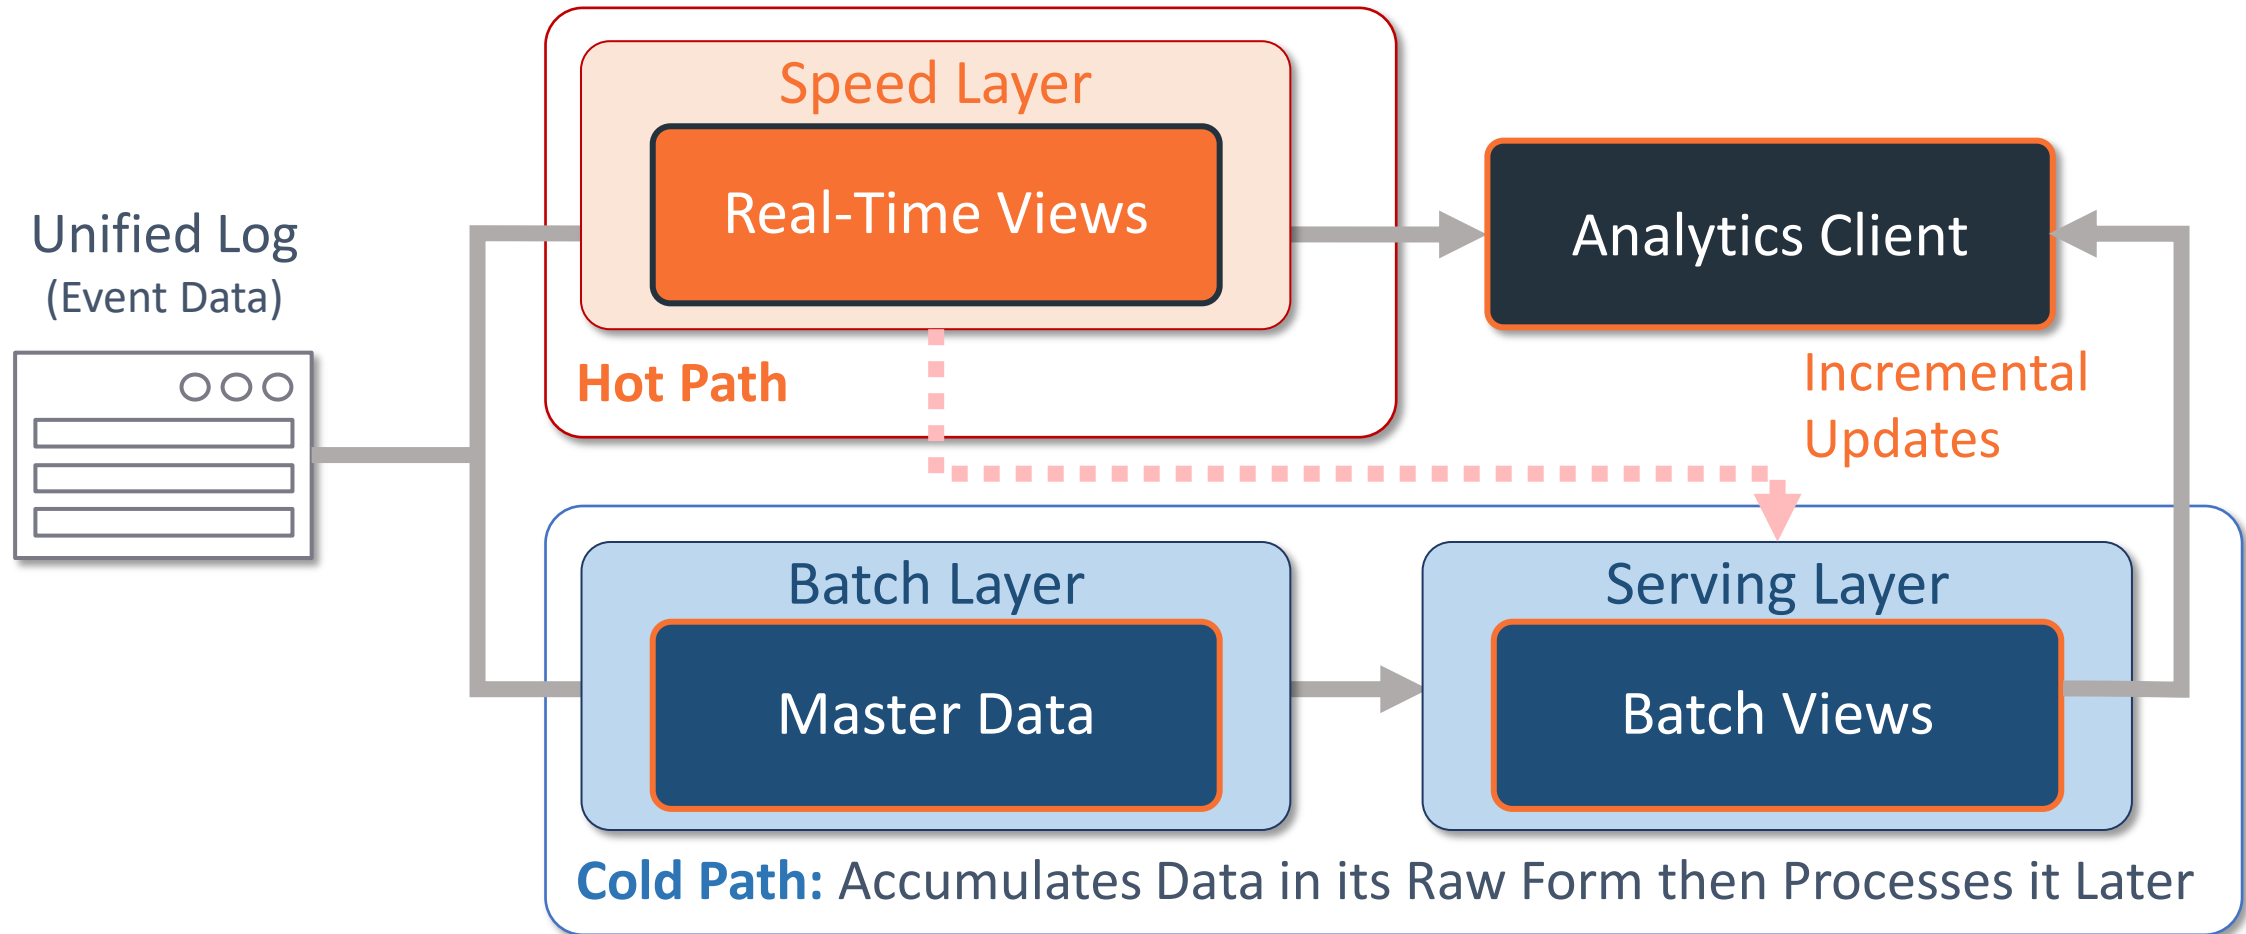 Speed Layer
Real-Time Views
Hot Path
Unified Log
(Event Data)
Analytics Client
Incremental
Updates
Batch Layer
Master Data
Serving Layer
Batch Views
Cold Path: Accumulates Data in its Raw Form then Processes it Later